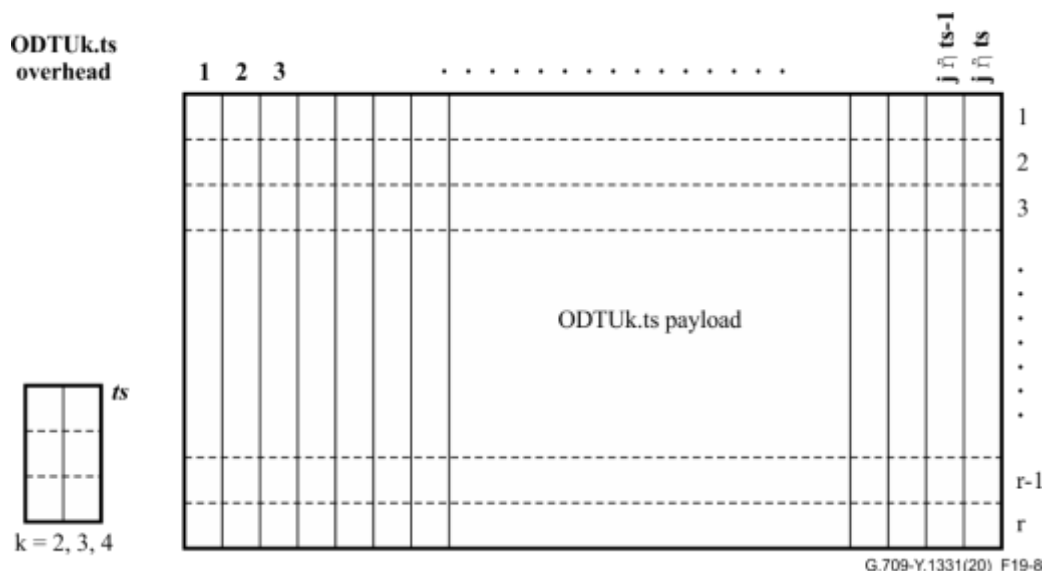 ODTUk.ts
overhead
1 2 3 . . . . . . . . . . . . . . j ῆ ts-1 j ῆ ts
1
2
3
ODTUk.ts payload
ts
r-1
r
k = 2, 3, 4
G.709-Y.1331(20)_F19-8